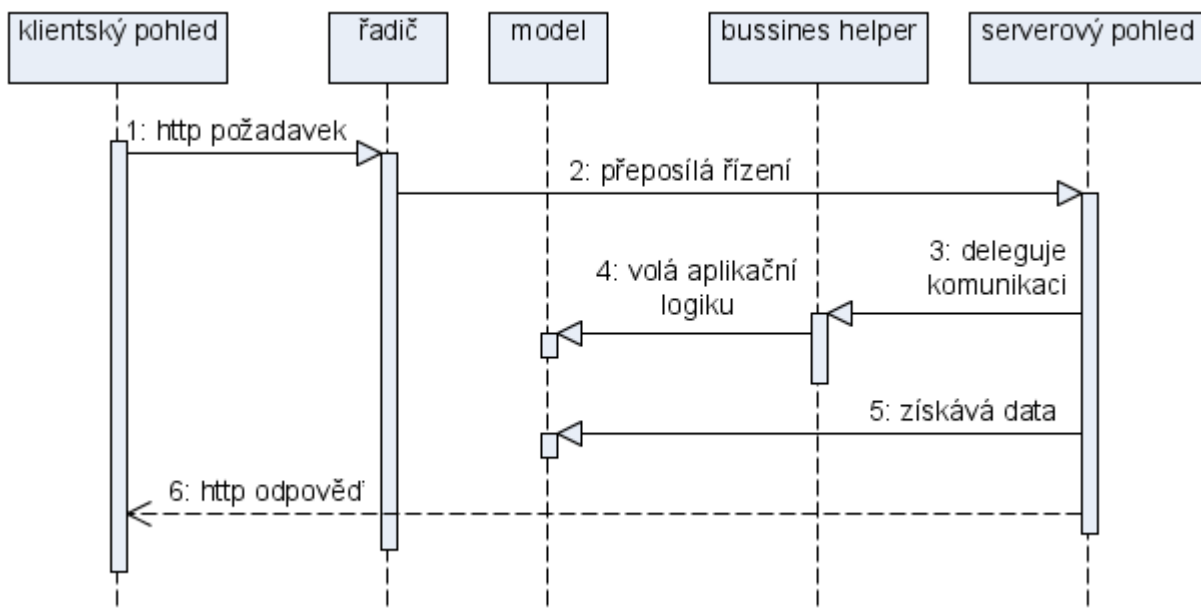 klientský pohled
řadič
model
bussines helper
serverový pohled
1: http požadavek
2: přeposílá řízení
3: deleguje
komunikaci
4: volá aplikační
logiku
5: získává data
6: http odpověď